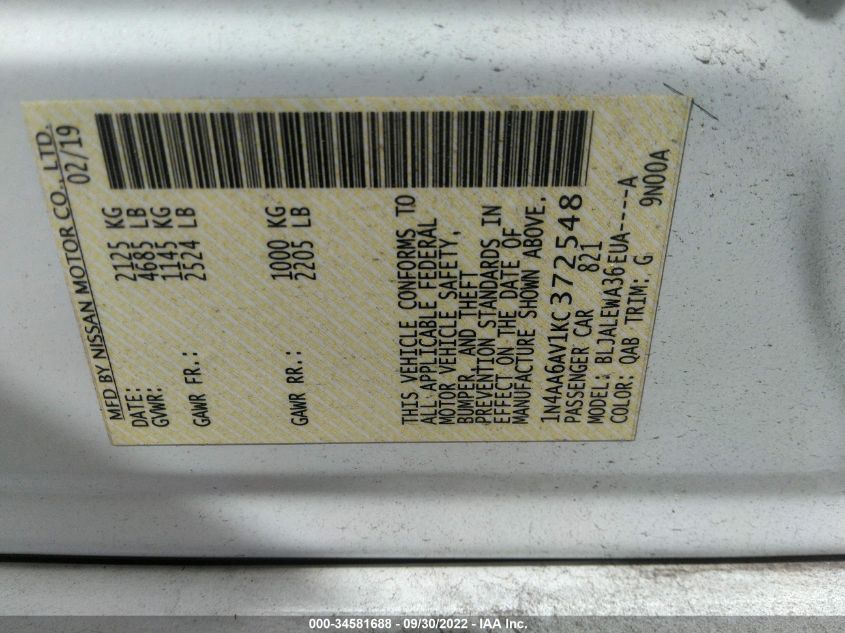 MFD BY NISSAN MOTOR CO., LTD.
DATE: 02/19
GVWR: 2125 KG
4685 LB
GAWR FR.: 1145 KG
2524 LB
GAWR RR.: 1000 KG
2205 LB
THIS VEHICLE CONFORMS TO
ALL APPLICABLE FEDERAL
MOTOR VEHICLE SAFETY,
BUMPER, AND THEFT
PREVENTION STANDARDS IN
EFFECT ON THE DATE OF
MANUFACTURE SHOWN ABOVE.
1N4AA6AV1KC372548
PASSENGER CAR 821
MODEL: BLJALEWA36EUA----A
COLOR: QAB TRIM: G 9N00A
000-34581688 - 09/30/2022 - IAA Inc.